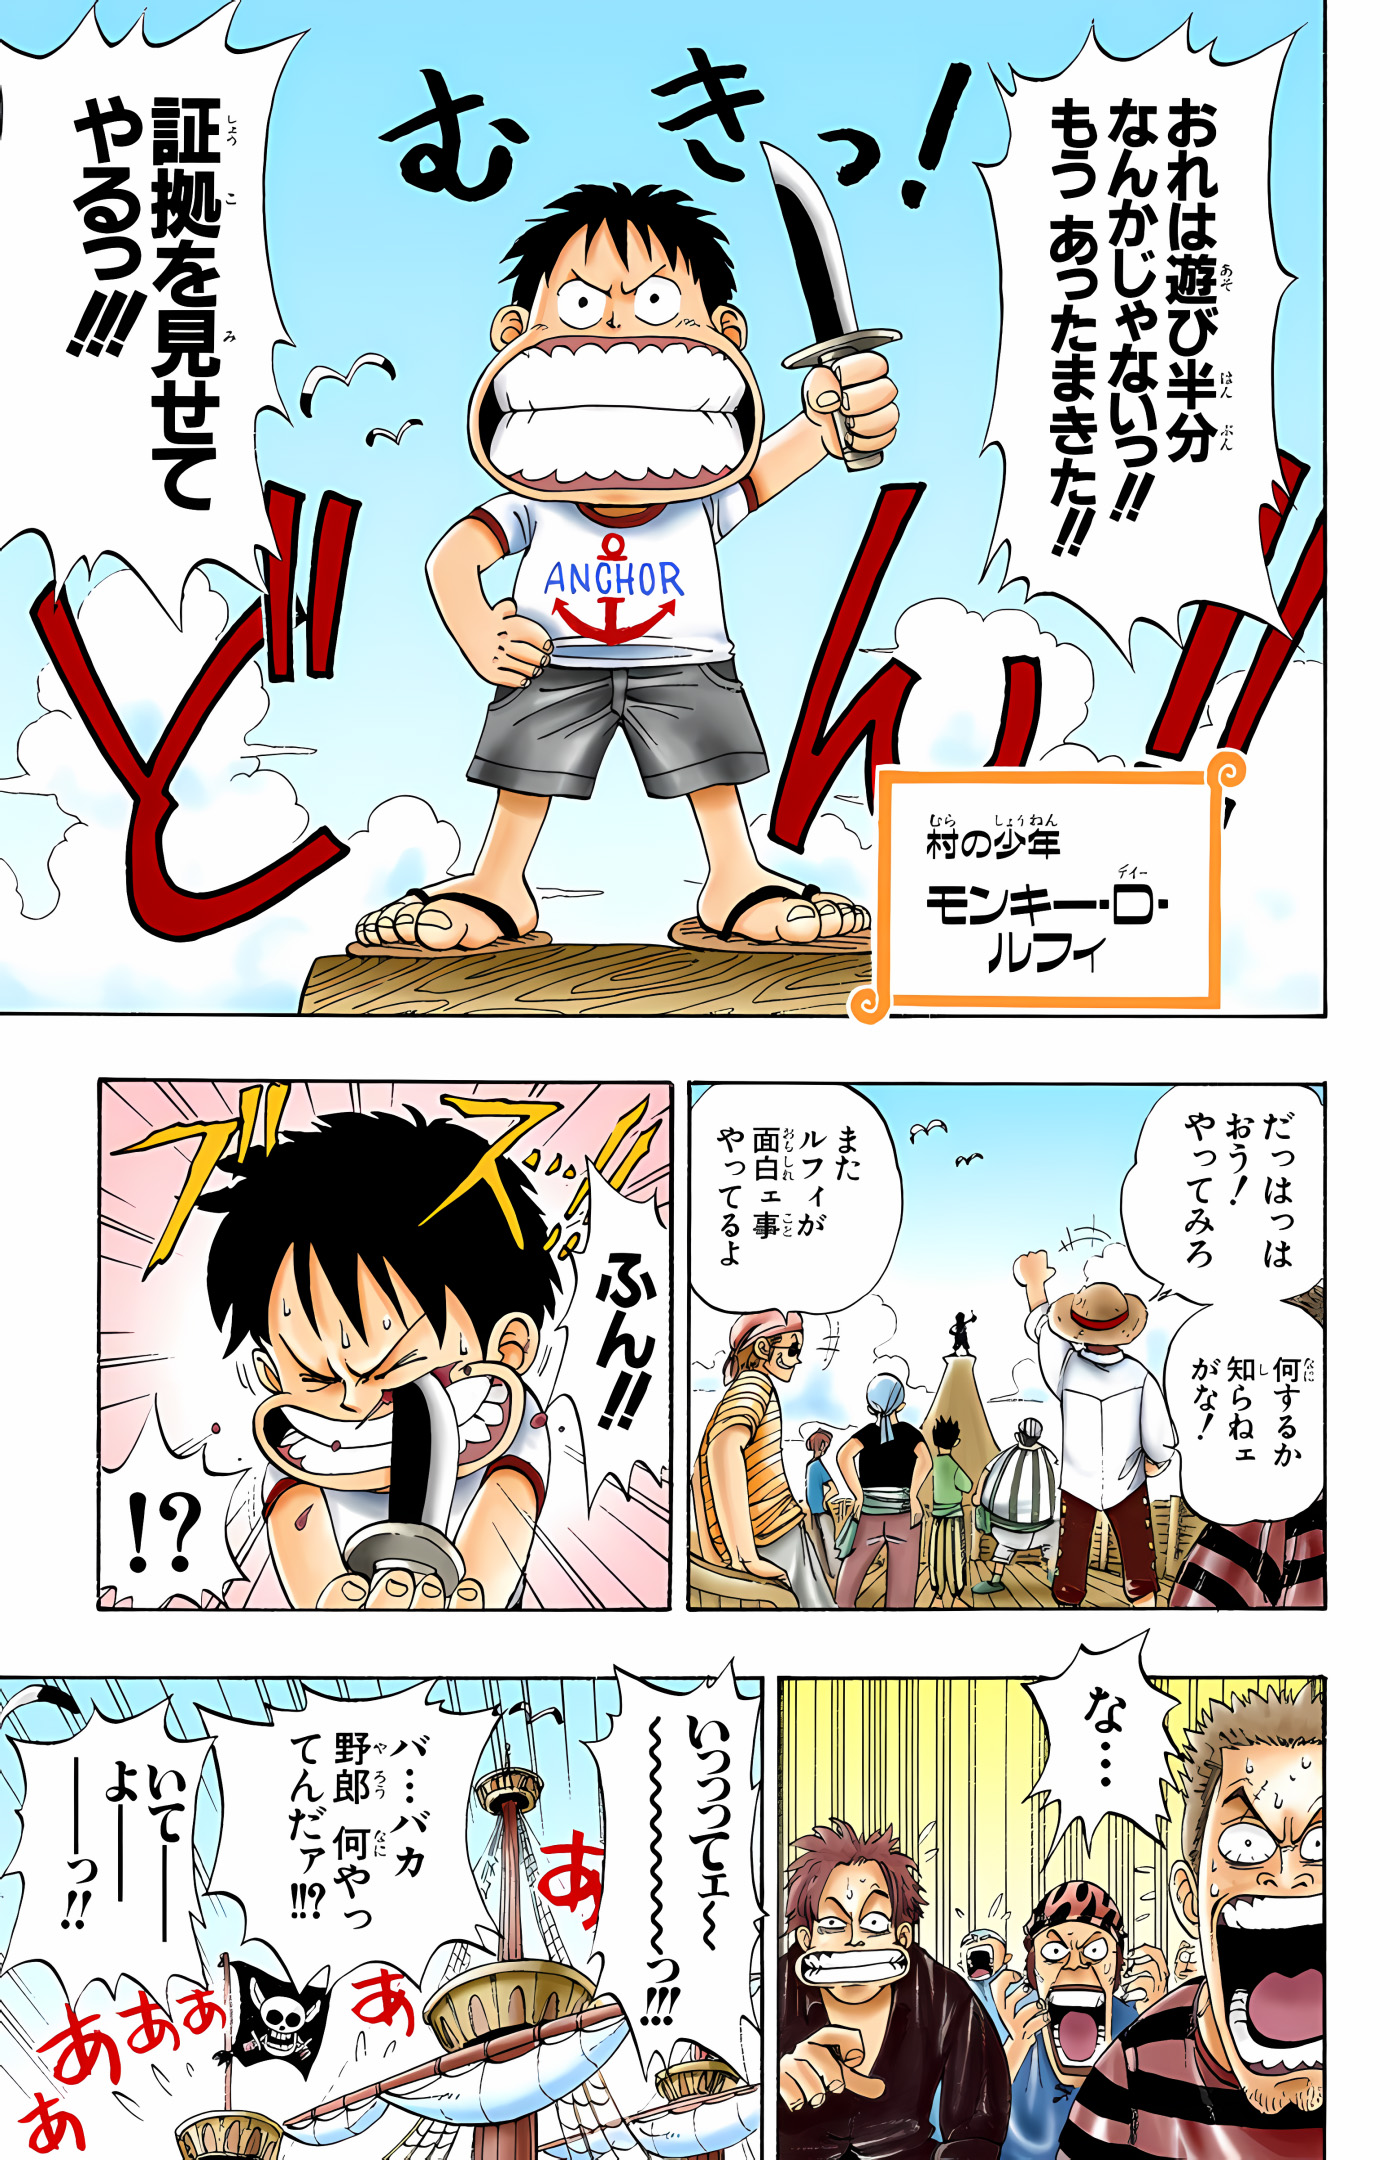 おれは遊び半分
なんかじゃないっ!!
もう あったまきた!!
むきっ!
証拠を見せて
やるっ!!!
ANCHOR
どん!!
村の少年
モンキー・D・
ルフィ
だっはっは
おう!
やってみろ
何するか
知らねェ
がな!
また
ルフィが
面白ェ事
やってるよ
ふん!!
ブスッ
!?
な…
いっってェ〜
〜〜〜っ!!!
バ…バカ
野郎 何やっ
てんだァ!!?
いてー
よー
ーっ!!
あ
あ
あ
あ
ぁ
あ